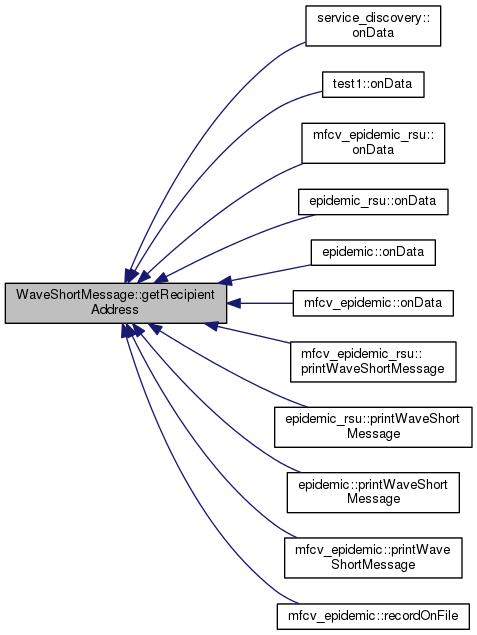 service_discovery::
onData
test1::onData
mfcv_epidemic_rsu::
onData
epidemic_rsu::onData
epidemic::onData
WaveShortMessage::getRecipient
Address
mfcv_epidemic::onData
mfcv_epidemic_rsu::
printWaveShortMessage
epidemic_rsu::printWaveShort
Message
epidemic::printWaveShort
Message
mfcv_epidemic::printWave
ShortMessage
mfcv_epidemic::recordOnFile